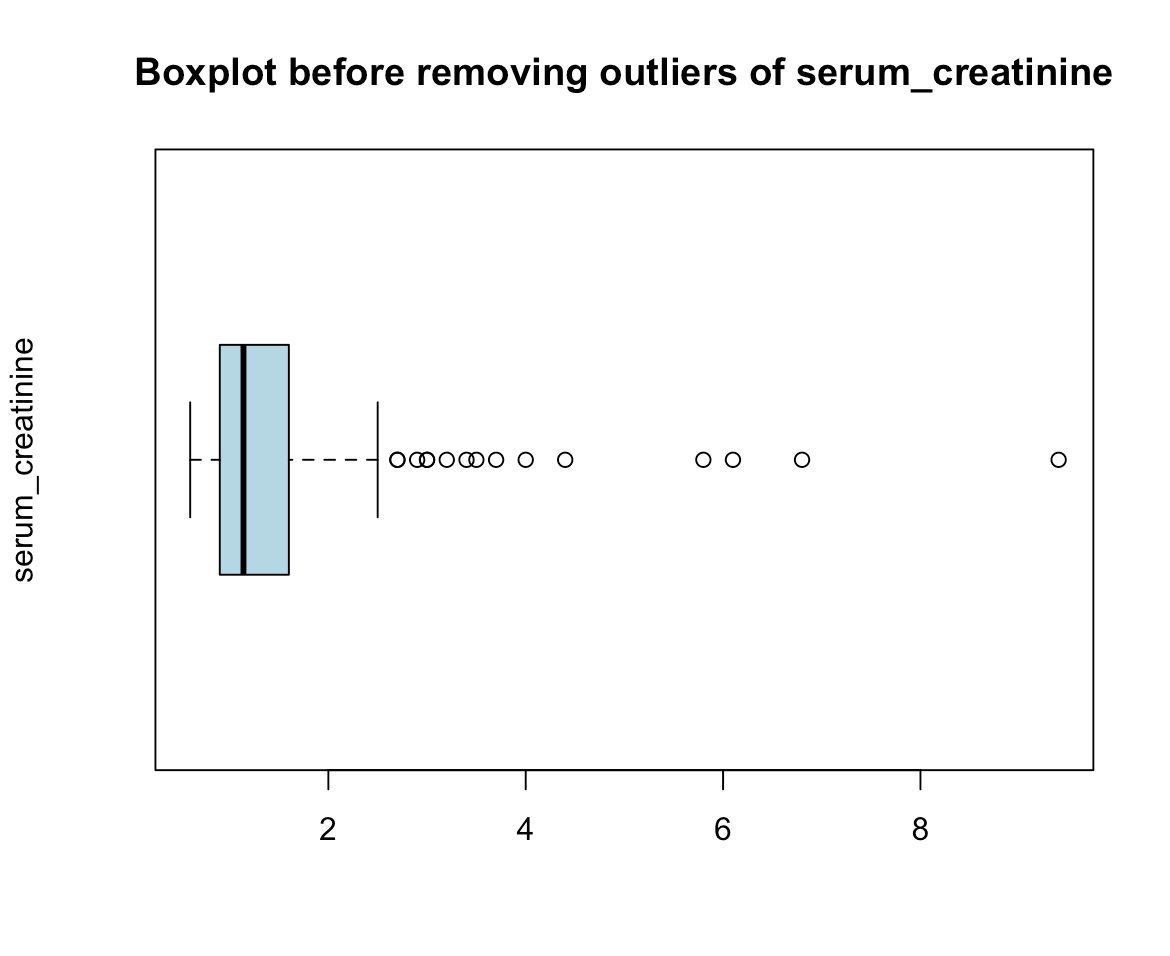 Boxplot before removing outliers of serum_creatinine
serum_creatinine
2 4 6 8